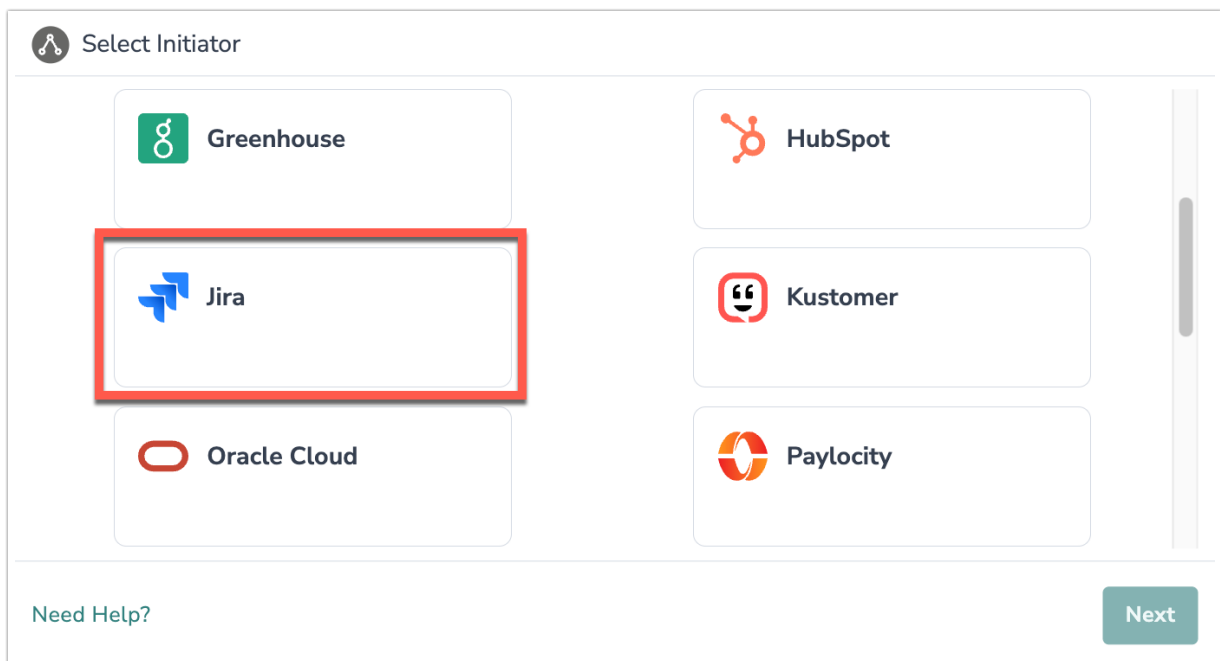 Select Initiator
Greenhouse
HubSpot
Jira
Kustomer
Oracle Cloud
Paylocity
Need Help?
Next